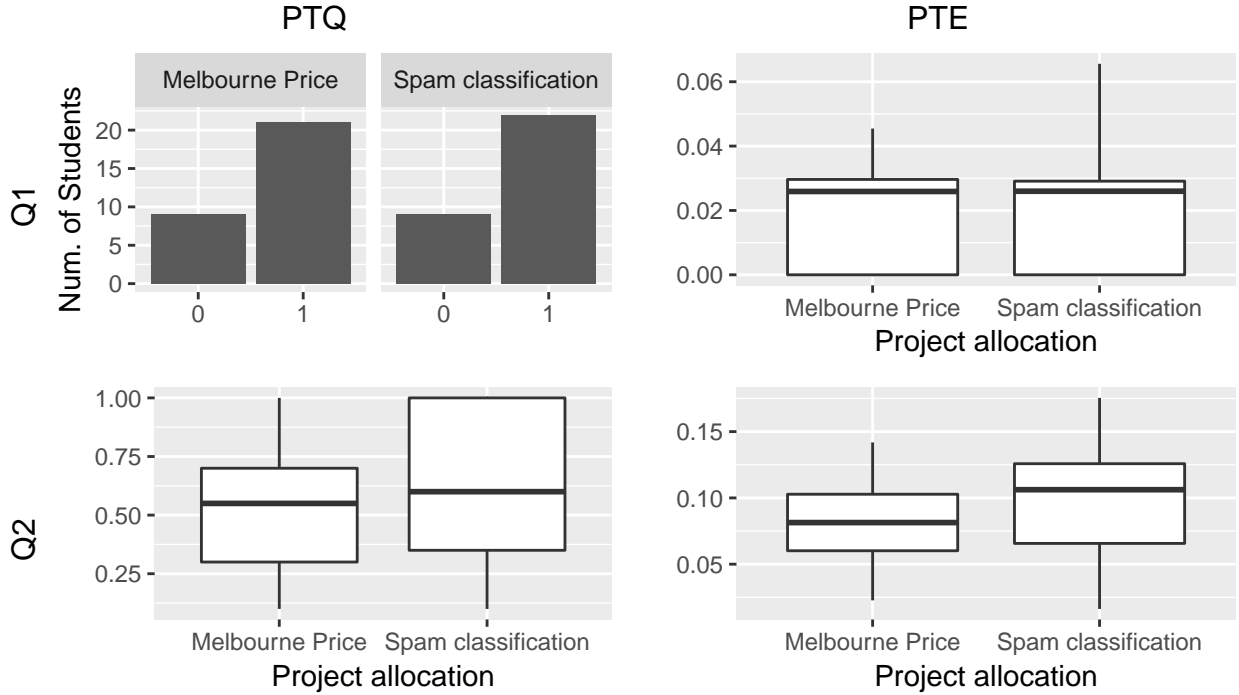 PTQ
PTE
Q1
Num. of Students
Melbourne Price
Spam classification
20
15
10
5
0
0
1
0
1
0.06
0.04
0.02
0.00
Melbourne Price
Spam classification
Project allocation
Q2
1.00
0.75
0.50
0.25
Melbourne Price
Spam classification
Project allocation
0.15
0.10
0.05
Melbourne Price
Spam classification
Project allocation